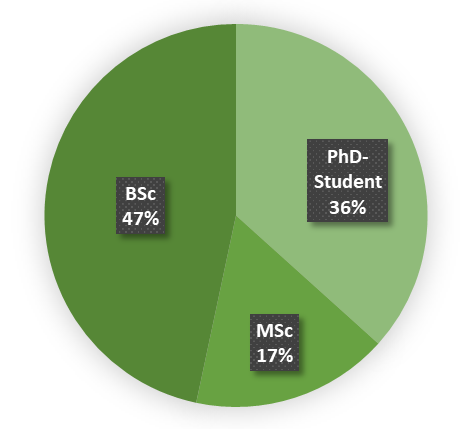 PhD-
Student
36%
BSc
47%
MSc
17%